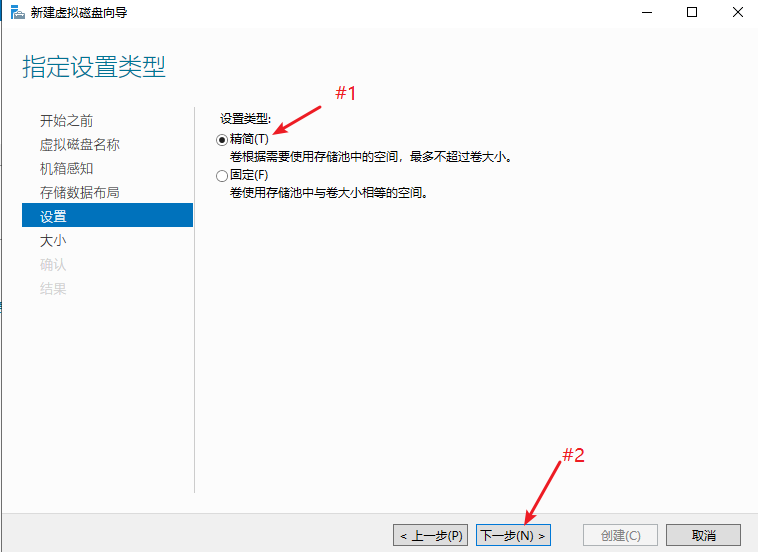 新建虚拟磁盘向导
指定设置类型
#1
开始之前
虚拟磁盘名称
机箱感知
存储数据布局
设置
大小
确认
结果
设置类型:
精简(T)
卷根据需要使用存储池中的空间，最多不超过卷大小。
固定(F)
卷使用存储池中与卷大小相等的空间。
#2
< 上一步(P)
下一步(N) >
创建(C)
取消